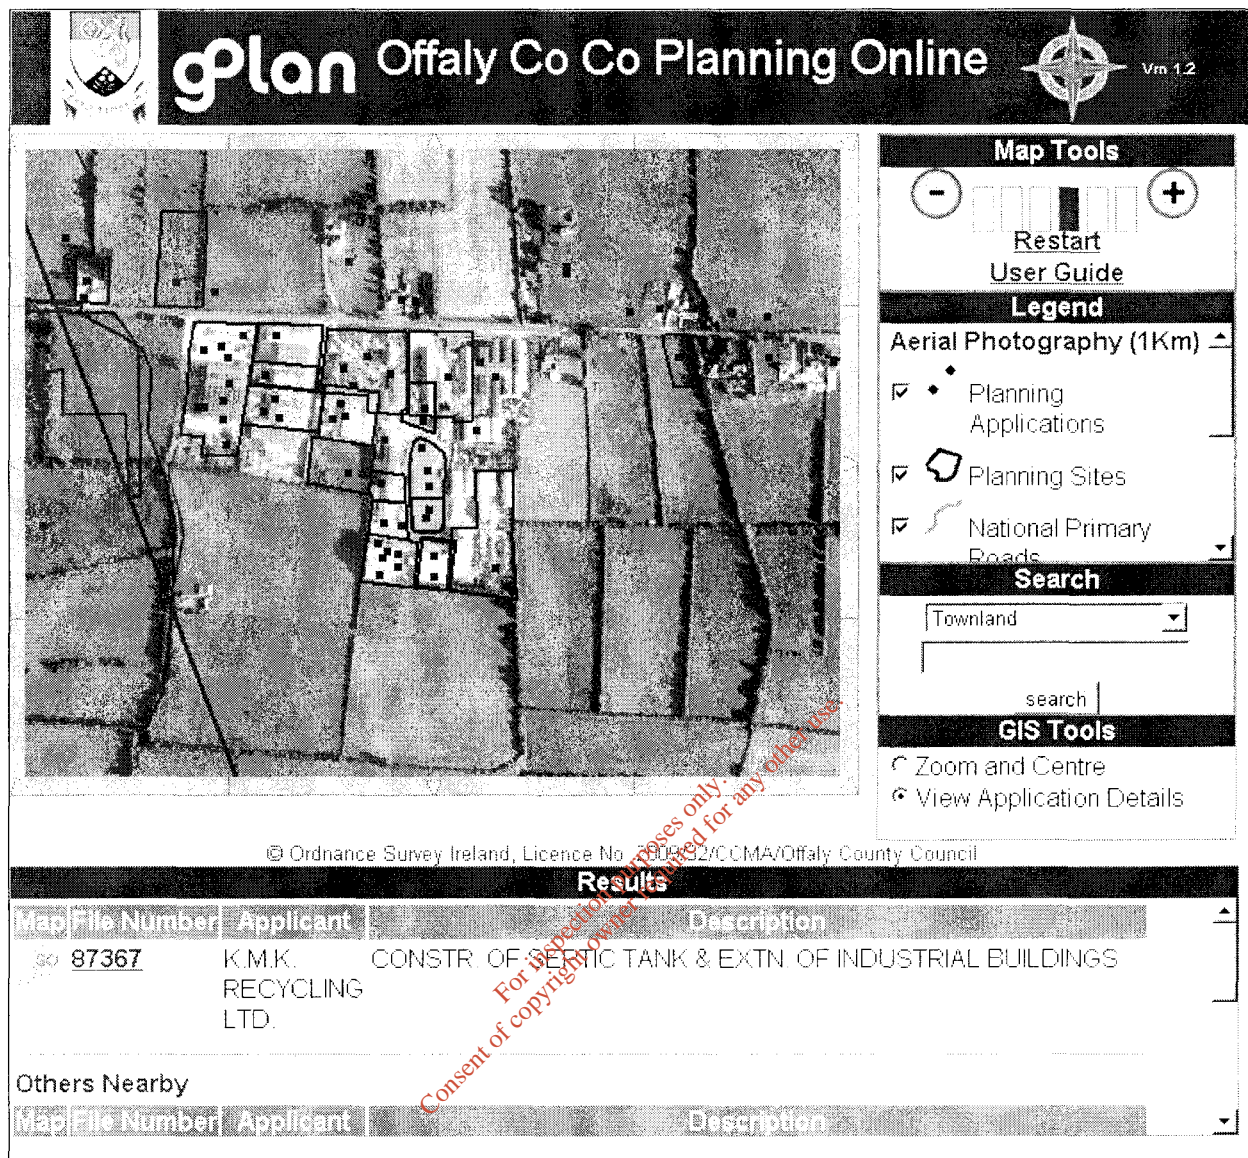 gPlan Offaly Co Co Planning Online Vrn 1.2
Map Tools
- +
Restart
User Guide
Legend
Aerial Photography (1Km)
Planning
Applications
Planning Sites
National Primary
Roads
Search
Townland
search
GIS Tools
Zoom and Centre
View Application Details
© Ordnance Survey Ireland, Licence No. /CCMA/Offaly County Council
Results
Map File Number Applicant Description
GO 87367 K.M.K. CONSTR. OF SEPTIC TANK & EXTN. OF INDUSTRIAL BUILDINGS
RECYCLING
LTD.
Others Nearby
Map File Number Applicant Description
For inspection purposes only.
Consent of copyright owner required for any other use.